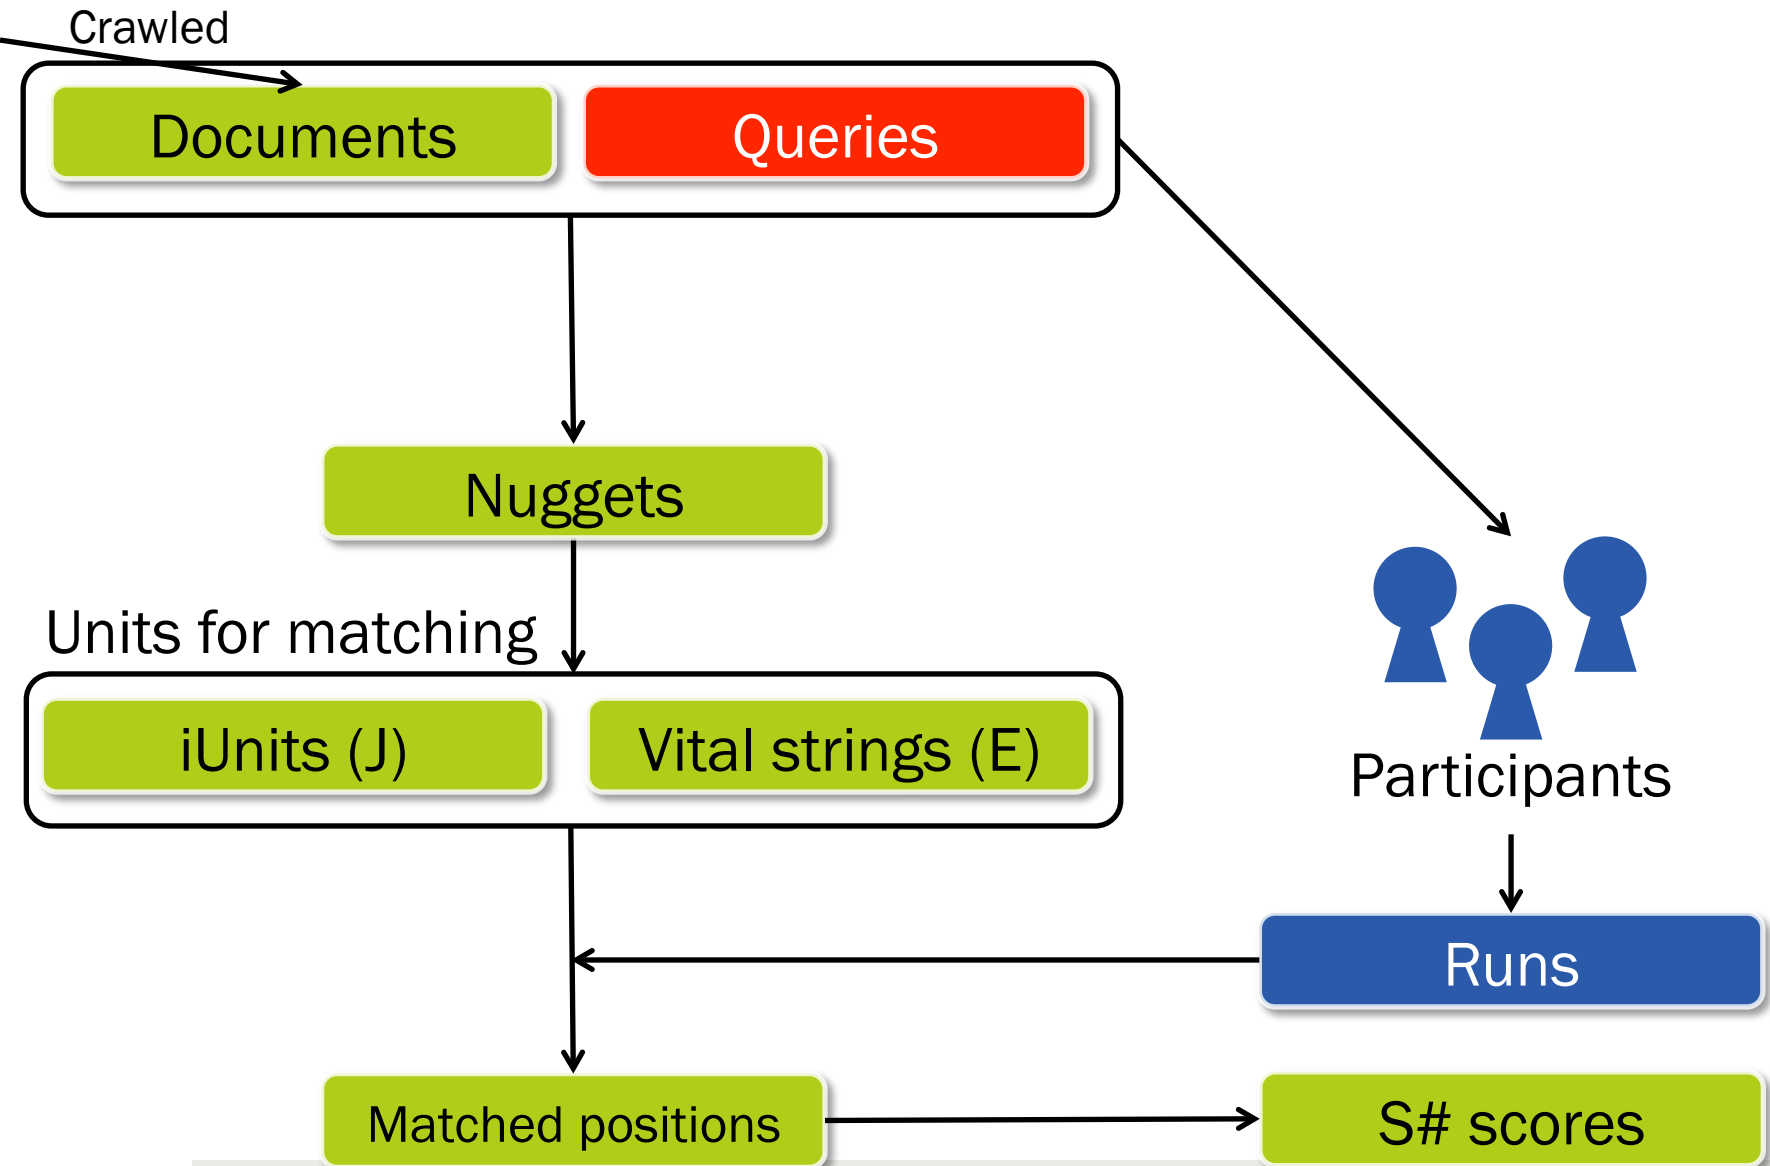 Crawled
Documents
Queries
Nuggets
Units for matching
iUnits (J)
Vital strings (E)
Participants
Runs
Matched positions
S# scores